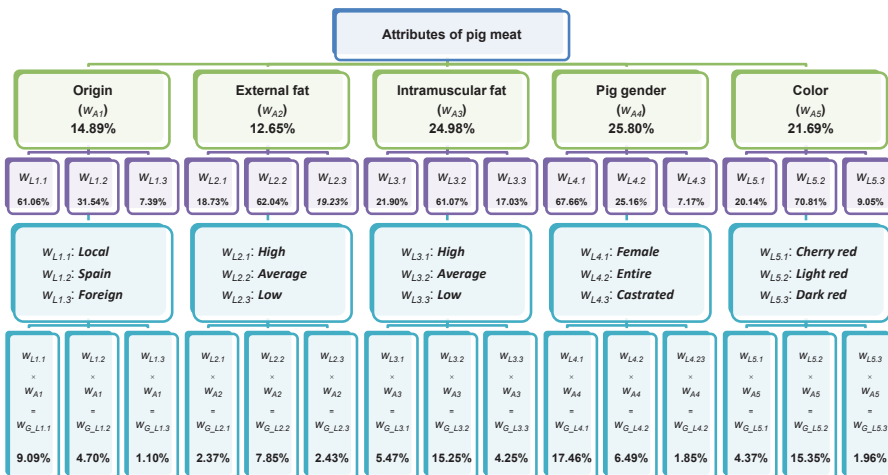 Attributes of pig meat
Origin
(wA1)
14.89%
External fat
(wA2)
12.65%
Intramuscular fat
(wA3)
24.98%
Pig gender
(wA4)
25.80%
Color
(wA5)
21.69%
wL1.1
61.06%
wL1.2
31.54%
wL1.3
7.39%
wL2.1
18.73%
wL2.2
62.04%
wL2.3
19.23%
wL3.1
21.90%
wL3.2
61.07%
wL3.3
17.03%
wL4.1
67.66%
wL4.2
25.16%
wL4.3
7.17%
wL5.1
20.14%
wL5.2
70.81%
wL5.3
9.05%
wL1.1: Local
wL1.2: Spain
wL1.3: Foreign
wL2.1: High
wL2.2: Average
wL2.3: Low
wL3.1: High
wL3.2: Average
wL3.3: Low
wL4.1: Female
wL4.2: Entire
wL4.3: Castrated
wL5.1: Cherry red
wL5.2: Light red
wL5.3: Dark red
wL1.1
×
wA1
=
wG_L1.1
9.09%
wL1.2
×
wA1
=
wG_L1.2
4.70%
wL1.3
×
wA1
=
wG_L1.3
1.10%
wL2.1
×
wA2
=
wG_L2.1
2.37%
wL2.2
×
wA2
=
wG_L2.2
7.85%
wL2.3
×
wA2
=
wG_L2.3
2.43%
wL3.1
×
wA3
=
wG_L3.1
5.47%
wL3.2
×
wA3
=
wG_L3.2
15.25%
wL3.3
×
wA3
=
wG_L3.3
4.25%
wL4.1
×
wA4
=
wG_L4.1
17.46%
wL4.2
×
wA4
=
wG_L4.2
6.49%
wL4.23
×
wA4
=
wG_L4.2
1.85%
wL5.1
×
wA5
=
wG_L5.1
4.37%
wL5.2
×
wA5
=
wG_L5.2
15.35%
wL5.3
×
wA5
=
wG_L5.3
1.96%